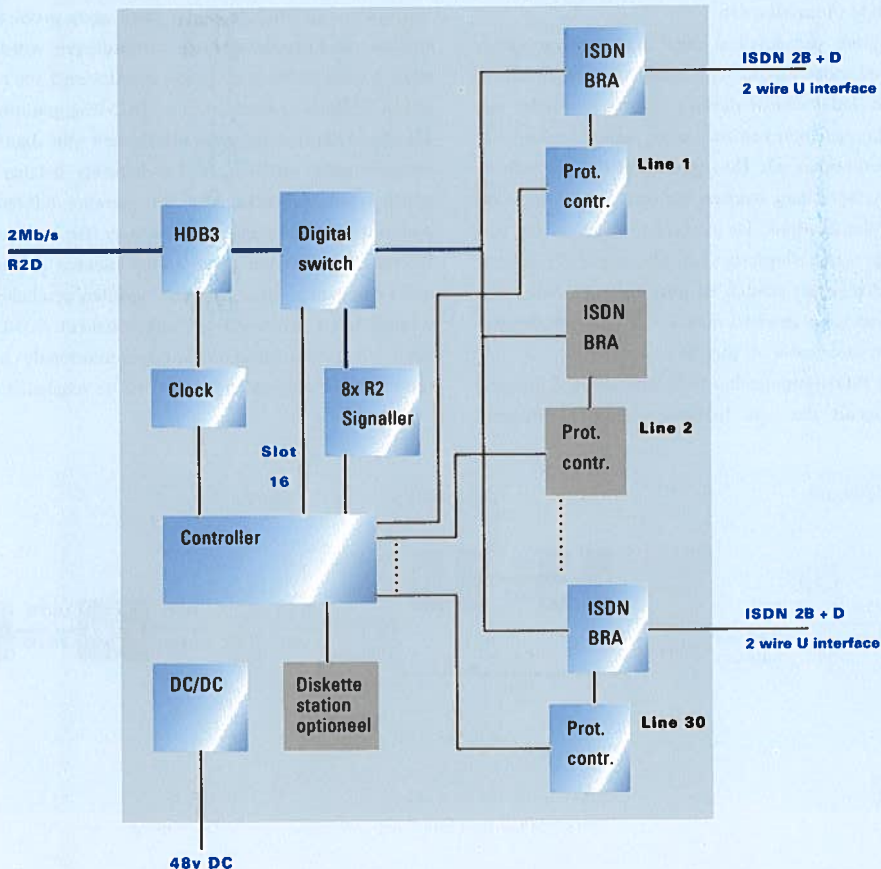 ISDN
BRA
ISDN 2B + D
2 wire U interface
Prot.
contr.
Line 1
2Mb/s
R2D
HDB3
Digital
switch
ISDN
BRA
Clock
8x R2
Signaller
Prot.
contr.
Line 2
Slot
16
Controller
ISDN
BRA
ISDN 2B + D
2 wire U interface
DC/DC
Diskette
station
optioneel
Prot.
contr.
Line 30
48v DC